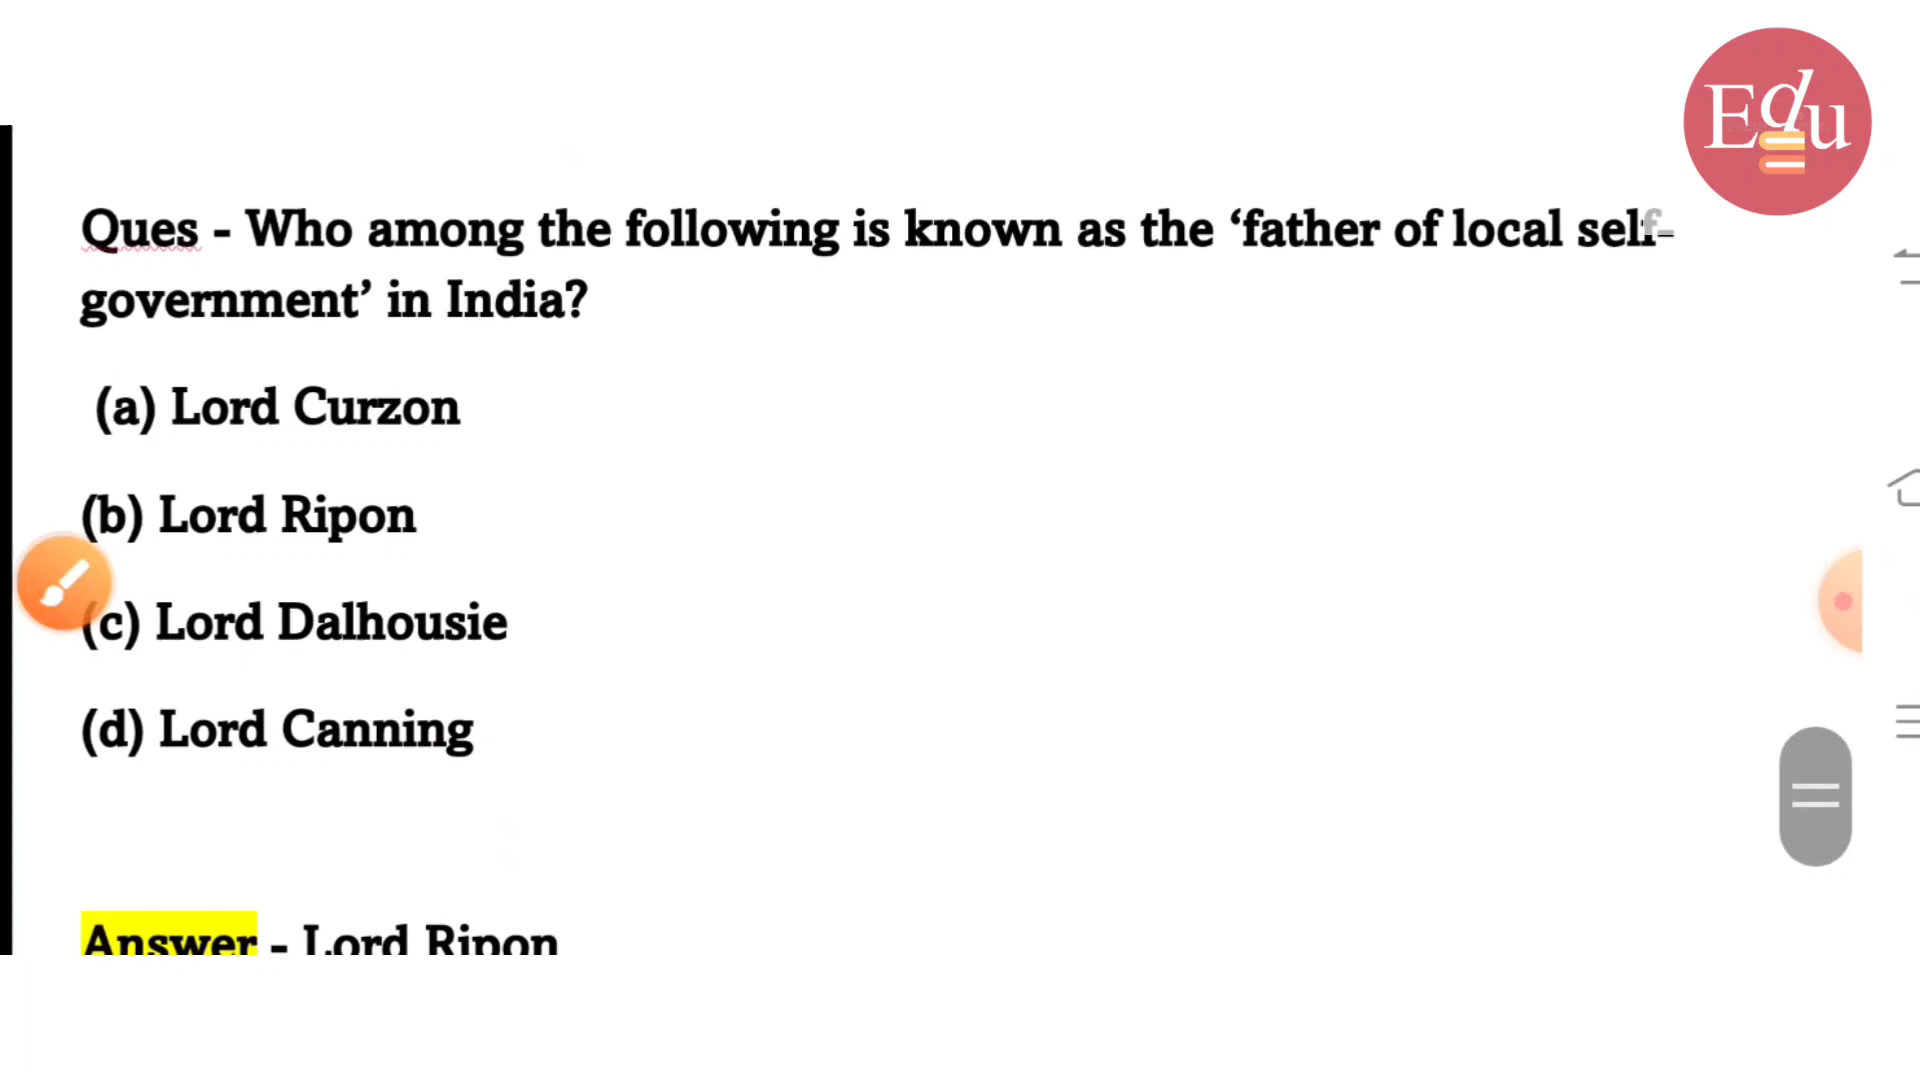 Edu
Ques - Who among the following is known as the ‘father of local self-
government’ in India?
(a) Lord Curzon
(b) Lord Ripon
(c) Lord Dalhousie
(d) Lord Canning
Answer - Lord Ripon